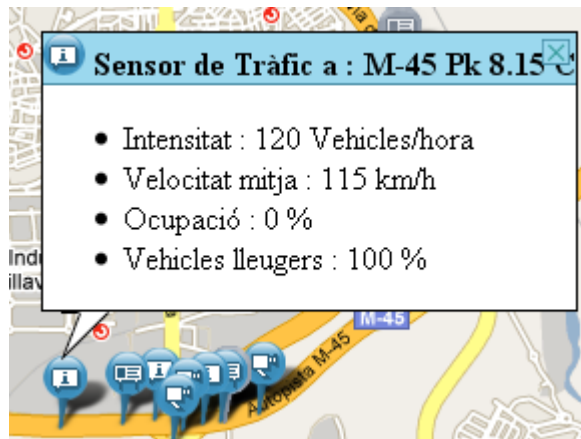 Sensor de Tràfic a : M-45 Pk 8.15
Intensitat : 120 Vehicles/hora
Velocitat mitja : 115 km/h
Ocupació : 0 %
Vehicles lleugers : 100 %
M-45
Autopista M-45